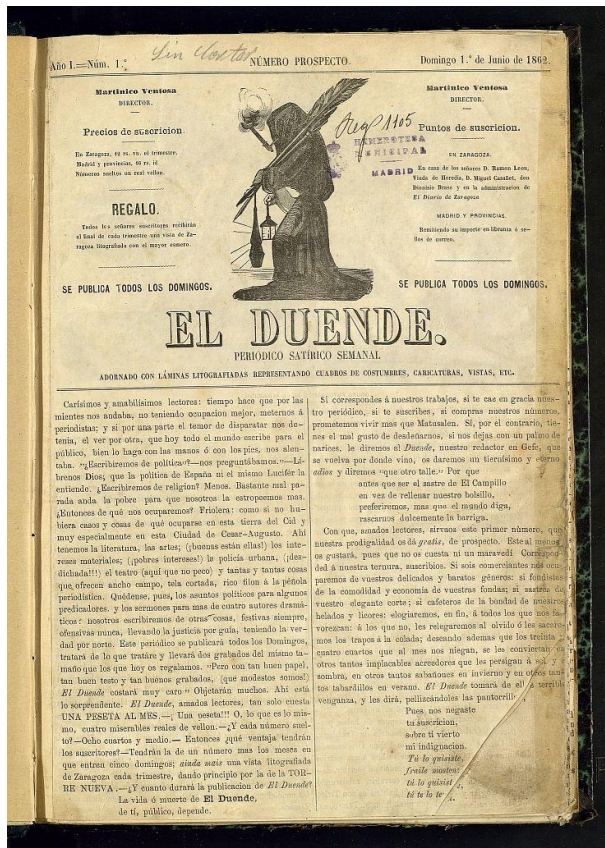 Año I.=Núm. 1.°
Sin Cortar
NÚMERO PROSPECTO.
Domingo 1.° de Junio de 1862.
Martinico Ventosa
DIRECTOR.
Precios de suscricion.
En Zaragoza, 12 rs. vn. el trimestre.
Madrid y provincias, 16 rs. id
Números sueltos un real vellon.
REGALO.
Todos los señores suscritores recibirán
al final de cada trimestre una vista de Za-
ragoza litografiada con el mayor esmero.
SE PUBLICA TODOS LOS DOMINGOS.
Reg 1105
HEMEROTECA
MUNICIPAL
MADRID
Martinico Ventosa
DIRECTOR.
Puntos de suscricion.
EN ZARAGOZA.
En casa de los señores D. Ramon Leon,
Viuda de Heredia, D. Miguel Casañet, don
Dionisio Bruse y en la administracion de
El Diario de Zaragoza
MADRID Y PROVINCIAS.
Remitiendo su importe en libranza ó se-
llos de correo.
SE PUBLICA TODOS LOS DOMINGOS.
EL DUENDE.
PERIÓDICO SATÍRICO SEMANAL
ADORNADO CON LÁMINAS LITOGRAFIADAS REPRESENTANDO CUADROS DE COSTUMBRES, CARICATURAS, VISTAS, ETC.
Carísimos y amabilísimos lectores: tiempo hace que por las
mientes nos andaba, no teniendo ocupacion mejor, meternos á
periodistas; y si por una parte el temor de disparatar nos de-
tenia, el ver por otra, que hoy todo el mundo escribe para el
público, bien lo haga con las manos ó con los pies, nos alen-
taba. "¿Escribiremos de política?—nos preguntábamos."—Lí-
brenos Dios; que la política de España ni el mismo Lucifer la
entiende. ¿Escribiremos de religion? Menos. Bastante mal pa-
rada anda la pobre para que nosotros la estropeemos mas.
¿Entonces de qué nos ocuparemos? Friolera: como si no hu-
biera casos y cosas de qué ocuparse en esta tierra del Cid y
muy especialmente en esta Ciudad de Cesar-Augusto. Ahí
tenemos la literatura, las artes; (¡buenas están ellas!) los inte-
reses materiales; (¡pobres intereses!) la policía urbana, (¡des-
dichada!!!) el teatro (aquí que no peco) y tantas y tantas cosas
que ofrecen ancho campo, tela cortada, rico filon á la péñola
periodística. Quédense, pues, los asuntos políticos para algunos
predicadores, y los sermones para mas de cuatro autores dramá-
ticos: nosotros escribiremos de otras cosas, festivas siempre,
ofensivas nunca, llevando la justicia por guia, teniendo la ver-
dad por norte. Este periódico se publicará todos los Domingos,
tratará de lo que tratáre y llevará dos grabados del mismo ta-
maño que los que hoy os regalamos. "Pero con tan buen papel,
tan buen testo y tan buenos grabados, (que modestos somos!)
El Duende costará muy caro" Objetarán muchos. Ahí está
lo sorprendente. El Duende, amados lectores, tan solo cuesta
UNA PESETA AL MES.—¡Una peseta!!! O, lo que es lo mis-
mo, cuatro miserables reales de vellon.—¿Y cada número suel-
to?—Ocho cuartos y medio.— Entonces ¿qué ventaja tendrán
los suscritores?—Tendrán la de un número mas los meses en
que entren cinco domingos; ainda mais una vista litografiada
de Zaragoza cada trimestre, dando principio por la de la TOR-
RE NUEVA.—¿Y cuanto durará la publicacion de El Duende?
La vida ó muerte de El Duende,
de tí, público, depende.
Si correspondes á nuestros trabajos, si te cae en gracia nues-
tro periódico, si te suscribes, si compras nuestros números,
prometemos vivir mas que Matusalen. Si, por el contrario, tie-
nes el mal gusto de desdeñarnos, si nos dejas con un palmo de
narices, le diremos al Duende, nuestro redactor en Gefe, que
se vuelva por donde vino, os daremos un tiernísimo y eterno
adios y diremos "que otro talle." Por que
antes que ser el sastre de El Campillo
en vez de rellenar nuestro bolsillo,
preferiremos, mas que el mundo diga,
rascarnos dulcemente la barriga.
Con que, amados lectores, sirvaos este primer número, que
nuestra prodigalidad os dá gratis, de prospecto. Este al menos
os gustará, pues que no os cuesta ni un maravedí Correspon-
ded á nuestra ternura, suscribíos. Si sois comerciantes nos ocu-
paremos de vuestros delicados y baratos géneros: si fondistas
de la comodidad y economía de vuestras fondas; si sastres de
vuestro elegante corte; si cafeteros de la bondad de vuestros
helados y licores: elogiaremos, en fin, á todos los que nos fa-
vorezcan: á los que no, les relegaremos al olvido ó les sacare-
mos los trapos á la colada; deseando ademas que los treinta y
cuatro cuartos que al mes nos niegan, se les conviertan en
otros tantos implacables acreedores que les persigan á sol y á
sombra, en otros tantos sabañones en invierno y en otros tan-
tos tabardillos en verano. El Duende tomará de ella terrible
venganza, y les dirá, pellizcándoles las pantorrill
Pues nos negaste
tu suscricion,
sobre tí vierto
mi indignacion.
Tú lo quisiste,
fraile mosten:
tú lo quisist
tú te lo te